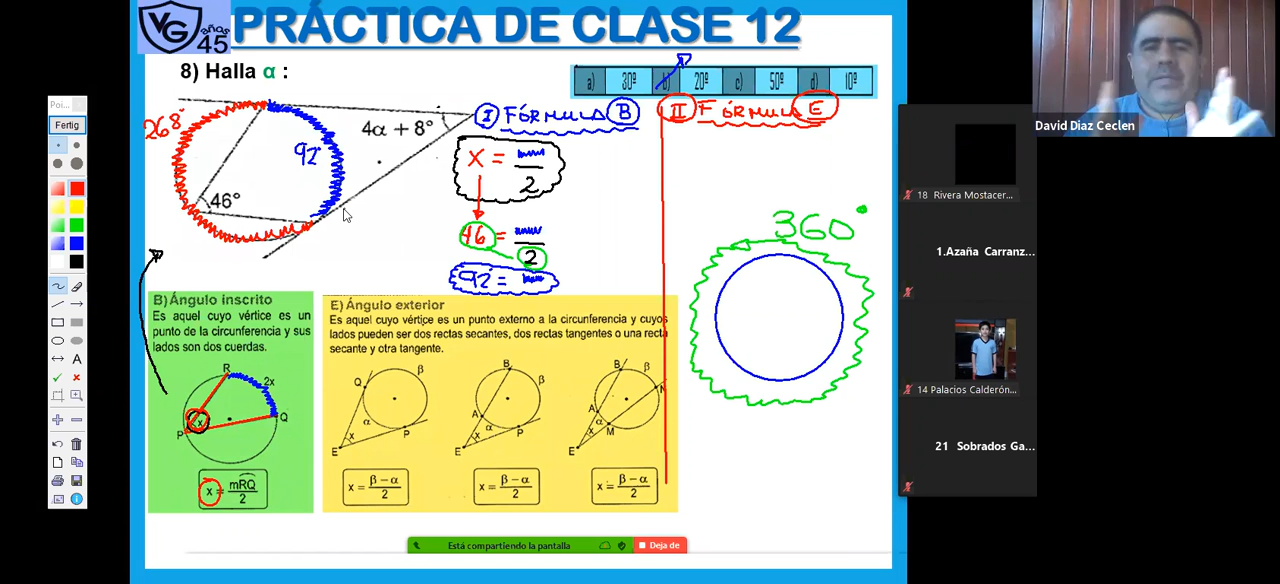 VG
años
45
PRÁCTICA DE CLASE 12
8) Halla α :
a) 30º b) 20º c) 50º d) 10º
268°
92°
46°
4α + 8°
I FÓRMULA B
x = 
2
46 = 
2
92 = 
II FÓRMULA E
360°
B) Ángulo inscrito
Es aquel cuyo vértice es un
punto de la circunferencia y sus
lados son dos cuerdas.
R
2x
Q
P
x
x = mRQ/2
E) Ángulo exterior
Es aquel cuyo vértice es un punto externo a la circunferencia y cuyos
lados pueden ser dos rectas secantes, dos rectas tangentes o una recta
secante y otra tangente.
Q β α x E P
B β A α x E P
B β N A α x E M
x = β − α / 2
x = β − α / 2
x = β − α / 2
Poi...
Fertig
A
David Diaz Ceclen
18 Rivera Mostacer...
1.Azaña Carranz...
14 Palacios Calderón
21 Sobrados Ga...
Está compartiendo la pantalla
Deja de